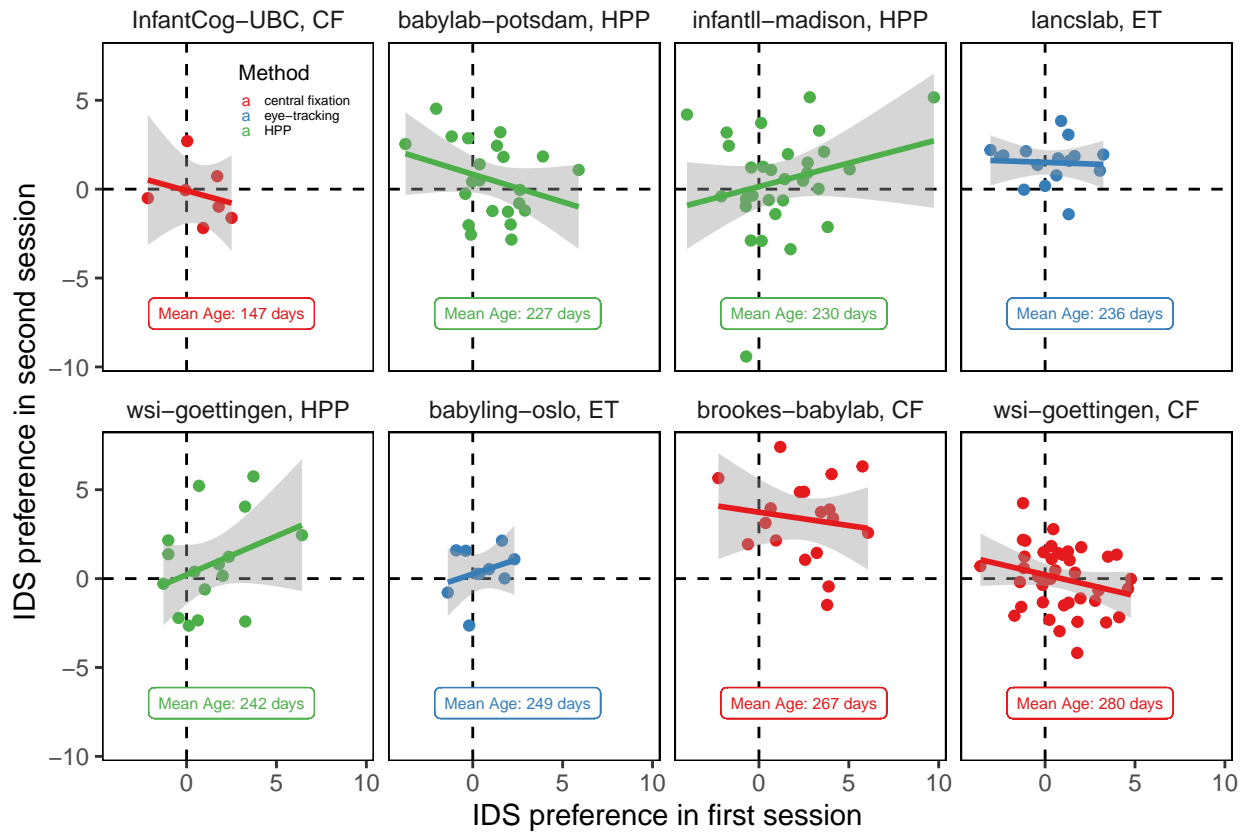 InfantCog−UBC, CF
babylab−potsdam, HPP
infantll−madison, HPP
lancslab, ET
Method
a central fixation
a eye−tracking
a HPP
5
0
−5
−10
Mean Age: 147 days
Mean Age: 227 days
Mean Age: 230 days
Mean Age: 236 days
IDS preference in second session
wsi−goettingen, HPP
babyling−oslo, ET
brookes−babylab, CF
wsi−goettingen, CF
5
0
−5
−10
Mean Age: 242 days
Mean Age: 249 days
Mean Age: 267 days
Mean Age: 280 days
0 5 10 0 5 10 0 5 10 0 5 10
IDS preference in first session